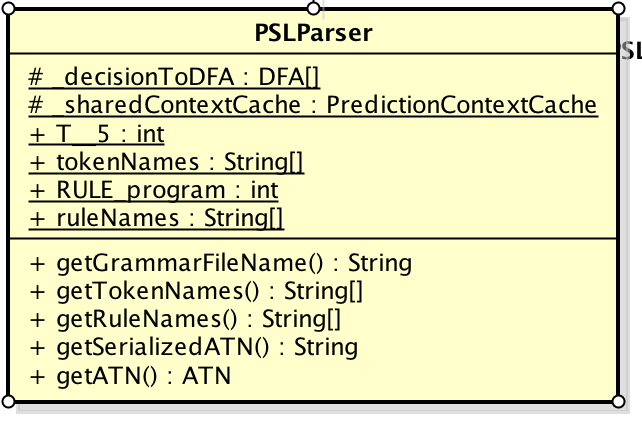 PSLParser
# _decisionToDFA : DFA[]
# _sharedContextCache : PredictionContextCache
+ T__5 : int
+ tokenNames : String[]
+ RULE_program : int
+ ruleNames : String[]
+ getGrammarFileName() : String
+ getTokenNames() : String[]
+ getRuleNames() : String[]
+ getSerializedATN() : String
+ getATN() : ATN